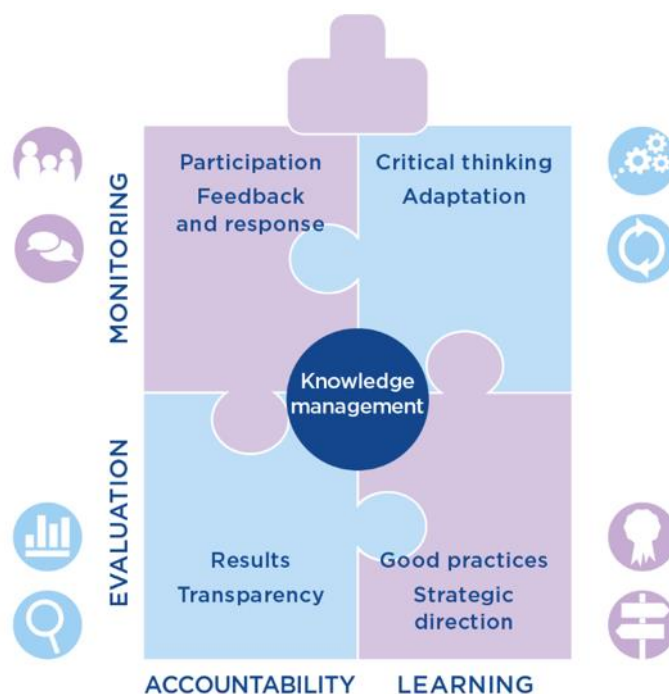 MONITORING
Participation
Feedback
and response
Critical thinking
Adaptation
Knowledge
management
EVALUATION
Results
Transparency
Good practices
Strategic
direction
ACCOUNTABILITY
LEARNING